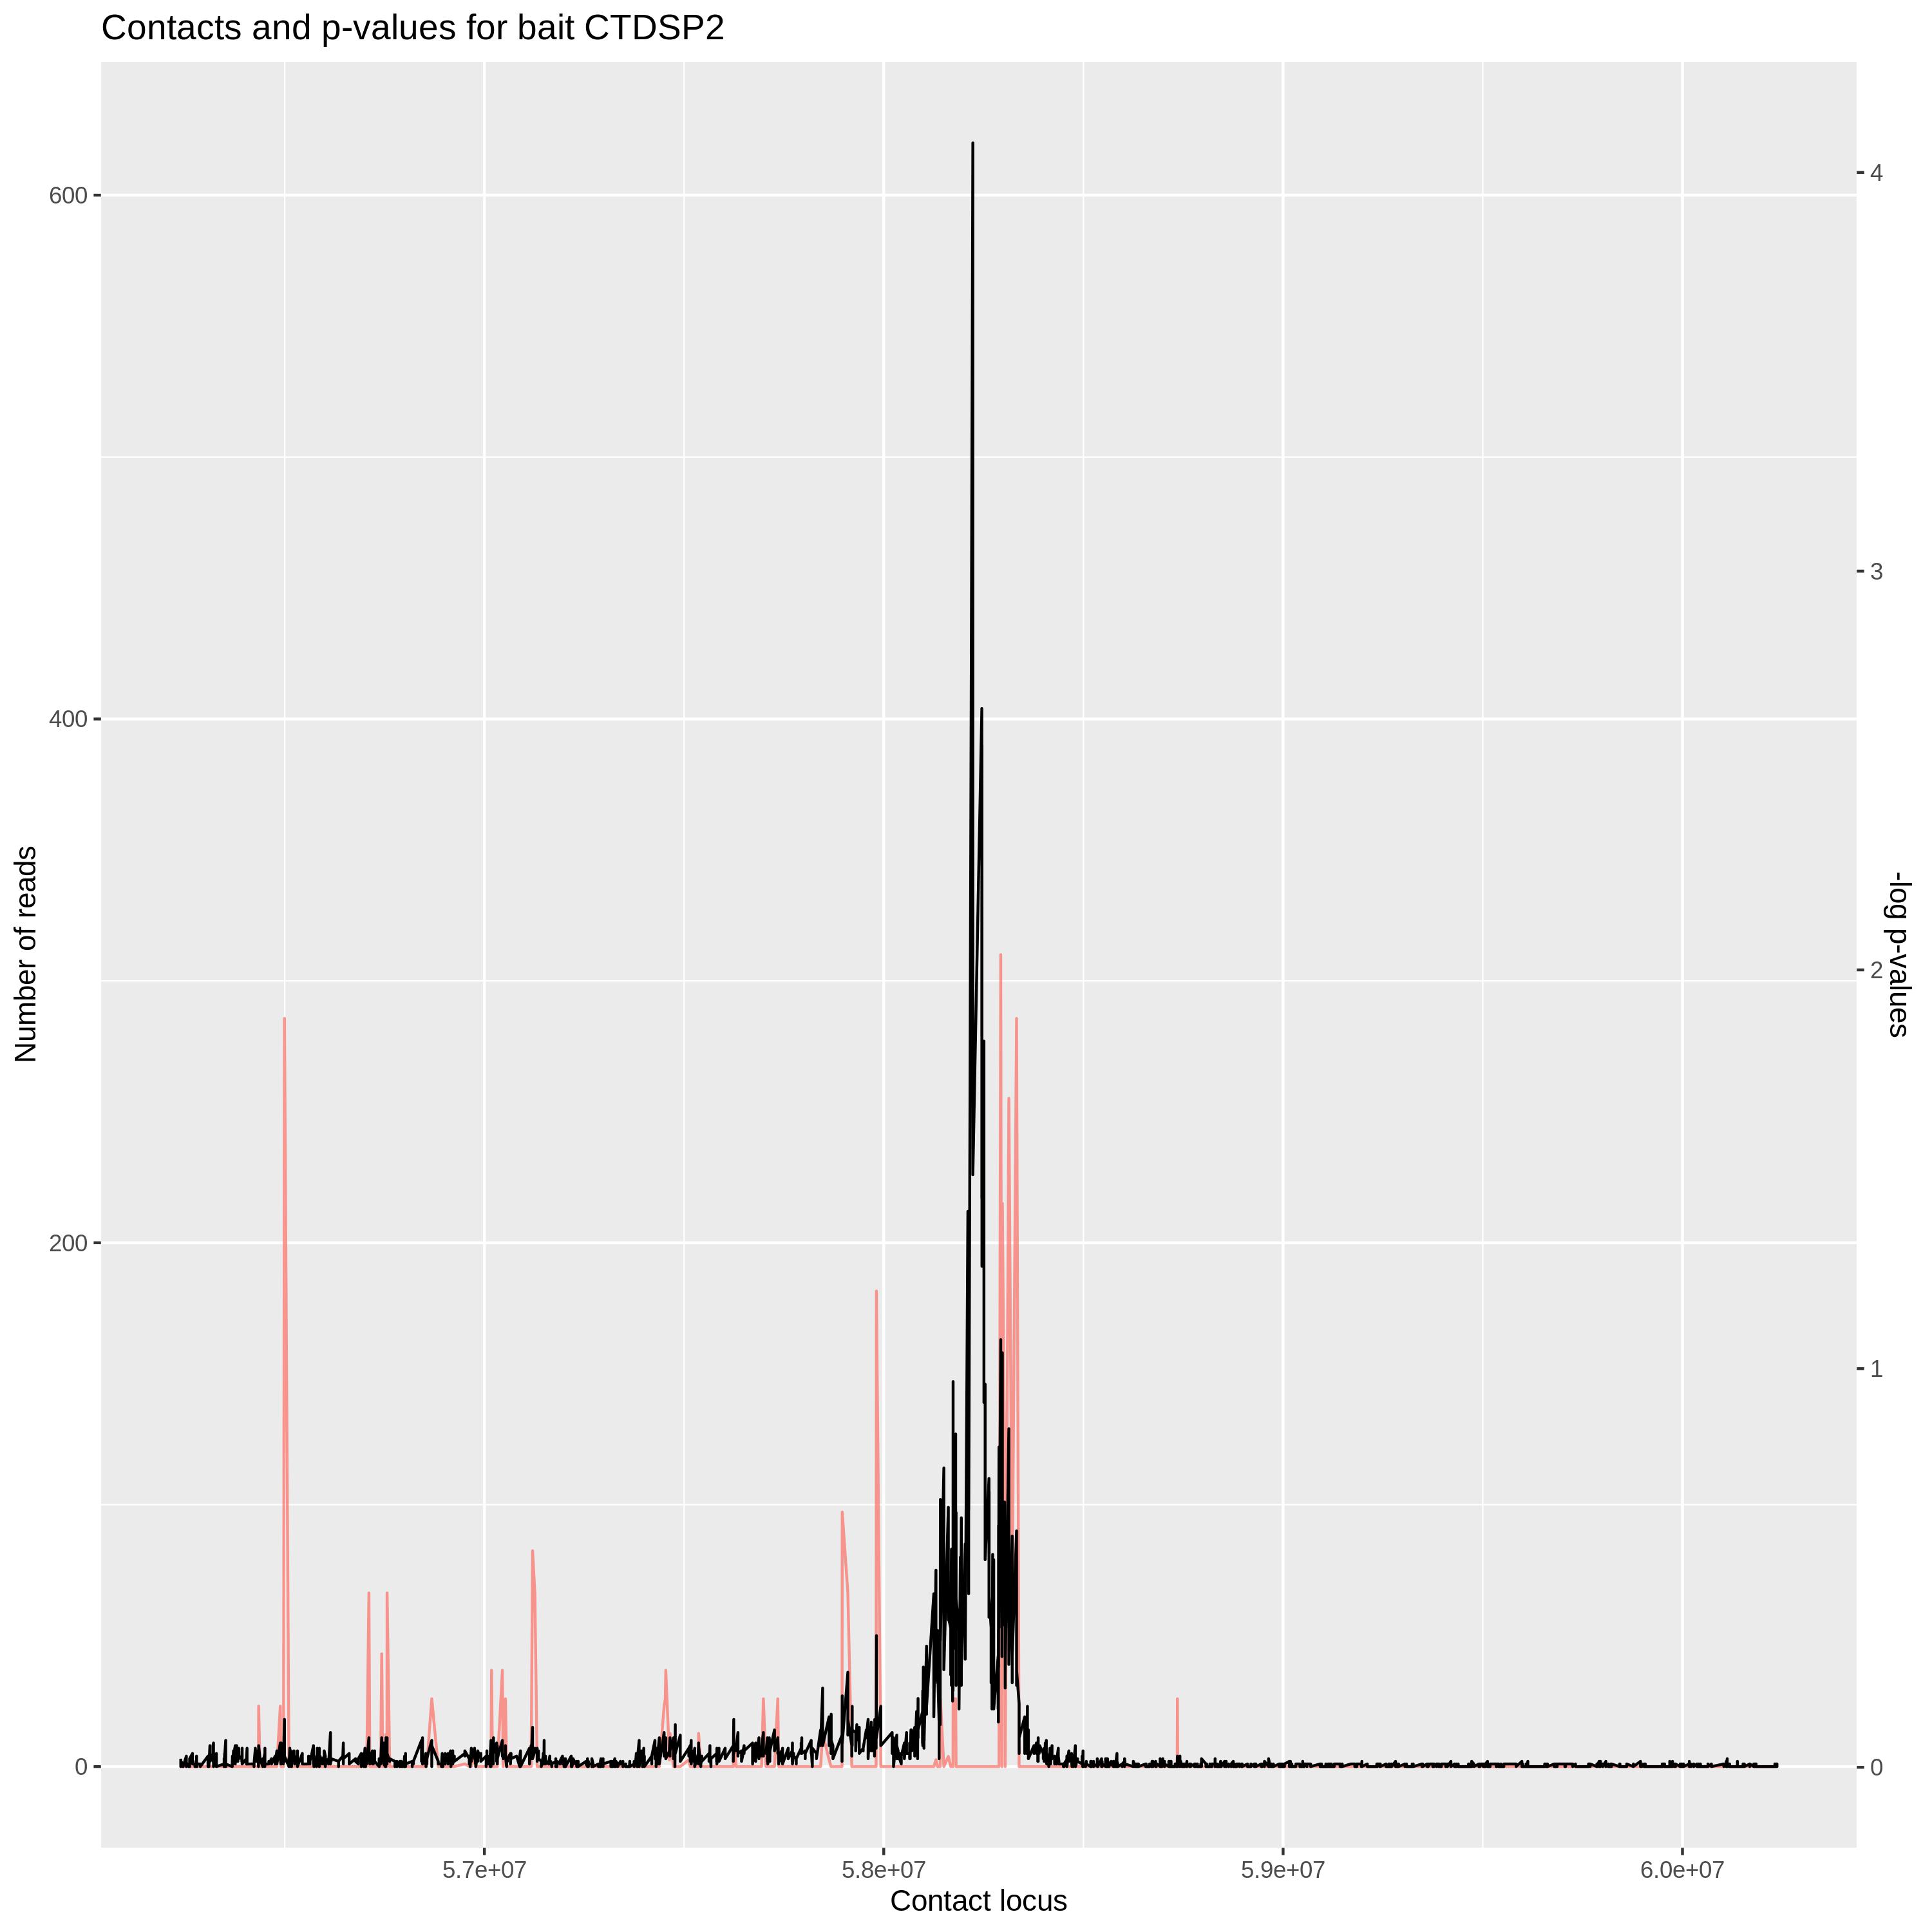 Contacts and p-values for bait CTDSP2
Number of reads
600
400
200
0
4
3
2
1
0
-log p-values
5.7e+07
5.8e+07
5.9e+07
6.0e+07
Contact locus